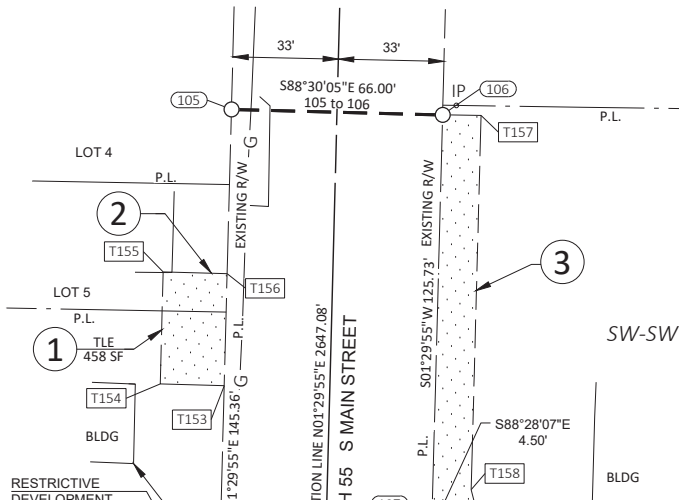 33'
33'
S88°30'05"E 66.00'
105 to 106
105
IP
106
P.L.
T157
LOT 4
P.L.
G
EXISTING R/W
EXISTING R/W
2
T155
T156
3
LOT 5
P.L.
P.L.
1
TLE
458 SF
SW-SW
S01°29'55"W 125.73'
TION LINE N01°29'55"E 2647.08'
H 55 S MAIN STREET
T154
T153
G
1°29'55"E 145.36'
BLDG
P.L.
S88°28'07"E
4.50'
T158
BLDG
RESTRICTIVE
DEVELOPMENT